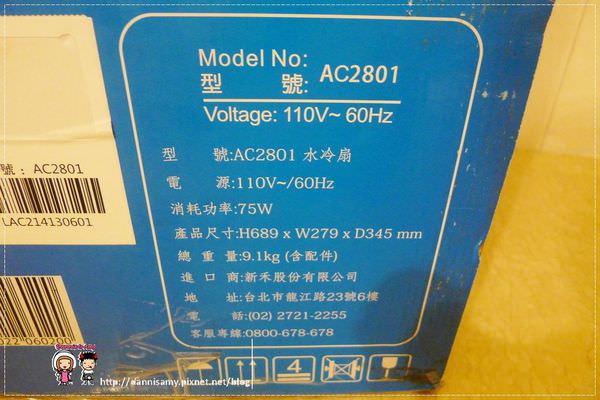 Model No:
型 號: AC2801
Voltage: 110V~ 60Hz
型 號:AC2801 水冷扇
電 源:110V~/60Hz
消耗功率:75W
產品尺寸:H689 x W279 x D345 mm
總 重 量:9.1kg (含配件)
進 口 商:新禾股份有限公司
地 址:台北市龍江路23號6樓
電 話:(02) 2721-2255
客服專線:0800-678-678
4
號: AC2801
LAC214130601
http://dannisamy.pixnet.net/blog